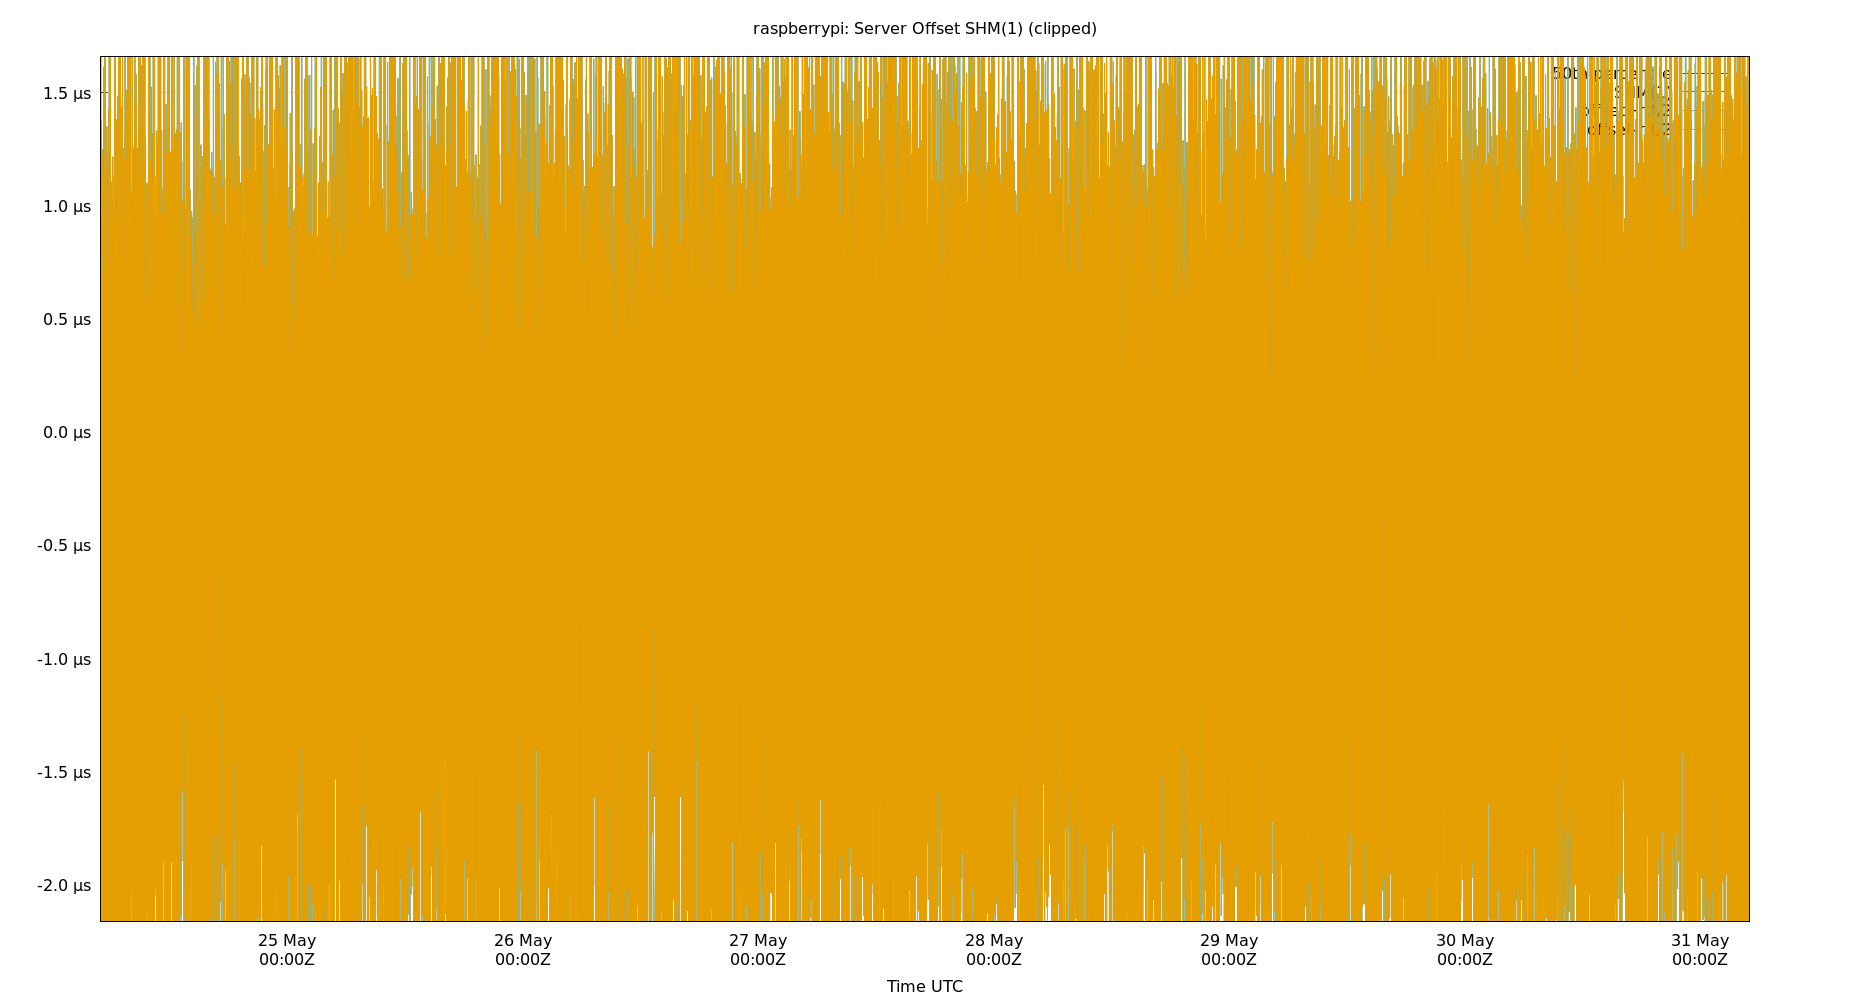 raspberrypi: Server Offset SHM(1) (clipped)
1.5 µs
1.0 µs
0.5 µs
0.0 µs
-0.5 µs
-1.0 µs
-1.5 µs
-2.0 µs
25 May
00:00Z
26 May
00:00Z
27 May
00:00Z
28 May
00:00Z
29 May
00:00Z
30 May
00:00Z
31 May
00:00Z
Time UTC